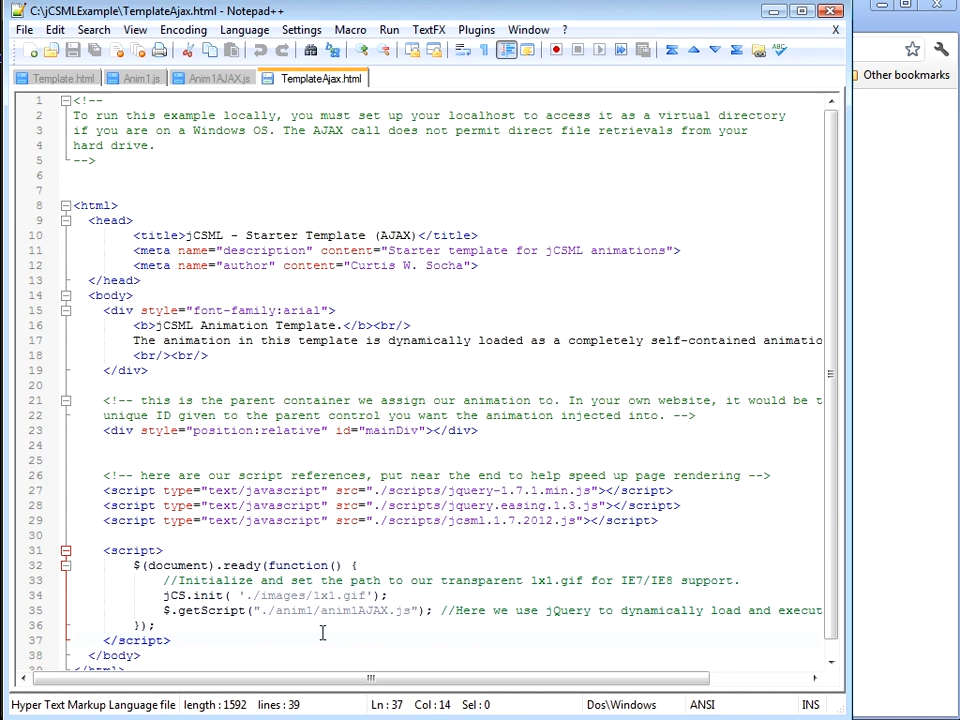 C:\jCSMLExample\TemplateAjax.html - Notepad++
File Edit Search View Encoding Language Settings Macro Run TextFX Plugins Window ? X
Template.html Anim1.js Anim1AJAX.js TemplateAjax.html
Other bookmarks
1 <!--
2 To run this example locally, you must set up your localhost to access it as a virtual directory
3 if you are on a Windows OS. The AJAX call does not permit direct file retrievals from your
4 hard drive.
5 -->
6
7
8 <html>
9 <head>
10 <title>jCSML - Starter Template (AJAX)</title>
11 <meta name="description" content="Starter template for jCSML animations">
12 <meta name="author" content="Curtis W. Socha">
13 </head>
14 <body>
15 <div style="font-family:arial">
16 <b>jCSML Animation Template.</b><br/>
17 The animation in this template is dynamically loaded as a completely self-contained animatio
18 <br/><br/>
19 </div>
20
21 <!-- this is the parent container we assign our animation to. In your own website, it would be t
22 unique ID given to the parent control you want the animation injected into. -->
23 <div style="position:relative" id="mainDiv"></div>
24
25
26 <!-- here are our script references, put near the end to help speed up page rendering -->
27 <script type="text/javascript" src="./scripts/jquery-1.7.1.min.js"></script>
28 <script type="text/javascript" src="./scripts/jquery.easing.1.3.js"></script>
29 <script type="text/javascript" src="./scripts/jcsml.1.7.2012.js"></script>
30
31 <script>
32 $(document).ready(function() {
33 //Initialize and set the path to our transparent 1x1.gif for IE7/IE8 support.
34 jCS.init( './images/1x1.gif');
35 $.getScript("./anim1/anim1AJAX.js"); //Here we use jQuery to dynamically load and execut
36 });
37 </script>
38 </body>
39 </html>
Hyper Text Markup Language file length : 1592 lines : 39 Ln : 37 Col : 14 Sel : 0 Dos\Windows ANSI INS